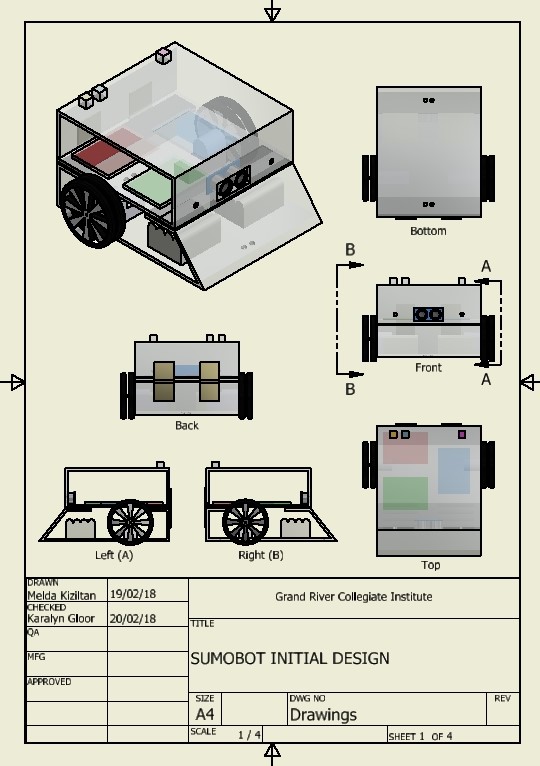 Bottom
B
A
Front
B
A
Back
Left (A)
Right (B)
Top
DRAWN
Melda Kiziltan
19/02/18
Grand River Collegiate Institute
CHECKED
Karalyn Gloor
20/02/18
TITLE
QA
SUMOBOT INITIAL DESIGN
MFG
APPROVED
SIZE
A4
DWG NO
Drawings
REV
SCALE
1 / 4
SHEET 1 OF 4